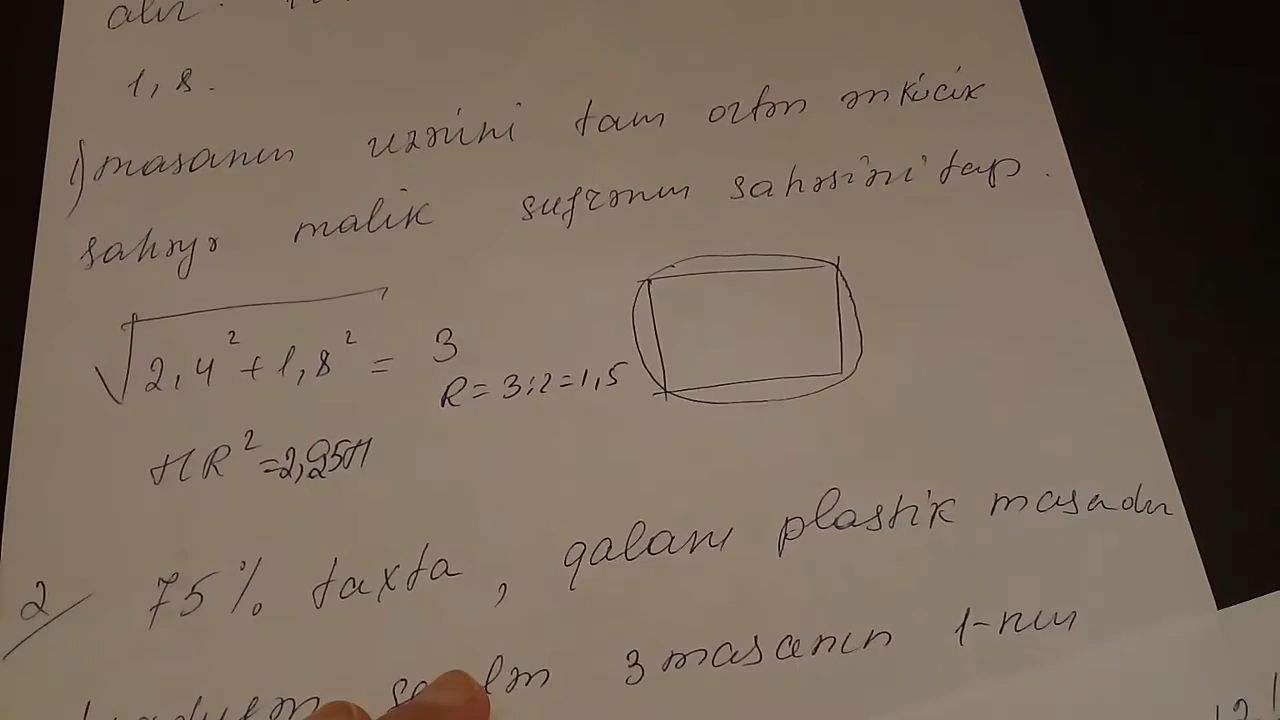 1,8.
1) masanın üzərini tam örtən ən kiçik
sahəyə malik süfrənin sahəsini tap.
√2,4² + 1,8² = 3
R = 3:2 = 1,5
πR² = 2,25π
2/ 75% taxta, qalanı plastik masadır
3 masanın 1-nin